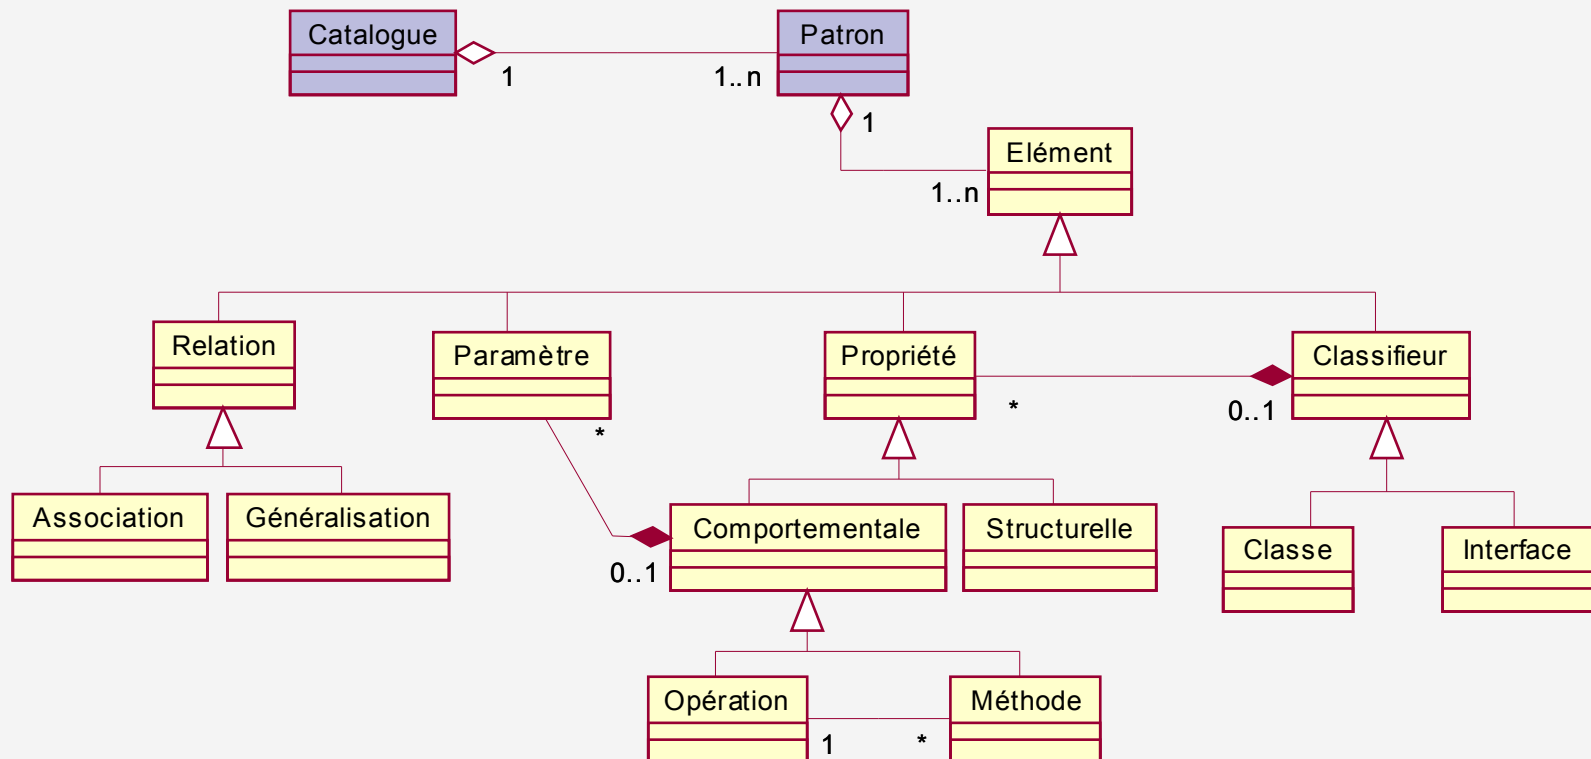 Catalogue
Patron
1
1..n
1
Elément
1..n
Relation
Paramètre
Propriété
Classifieur
*
*
0..1
Association
Généralisation
Comportementale
Structurelle
Classe
Interface
0..1
Opération
Méthode
1
*